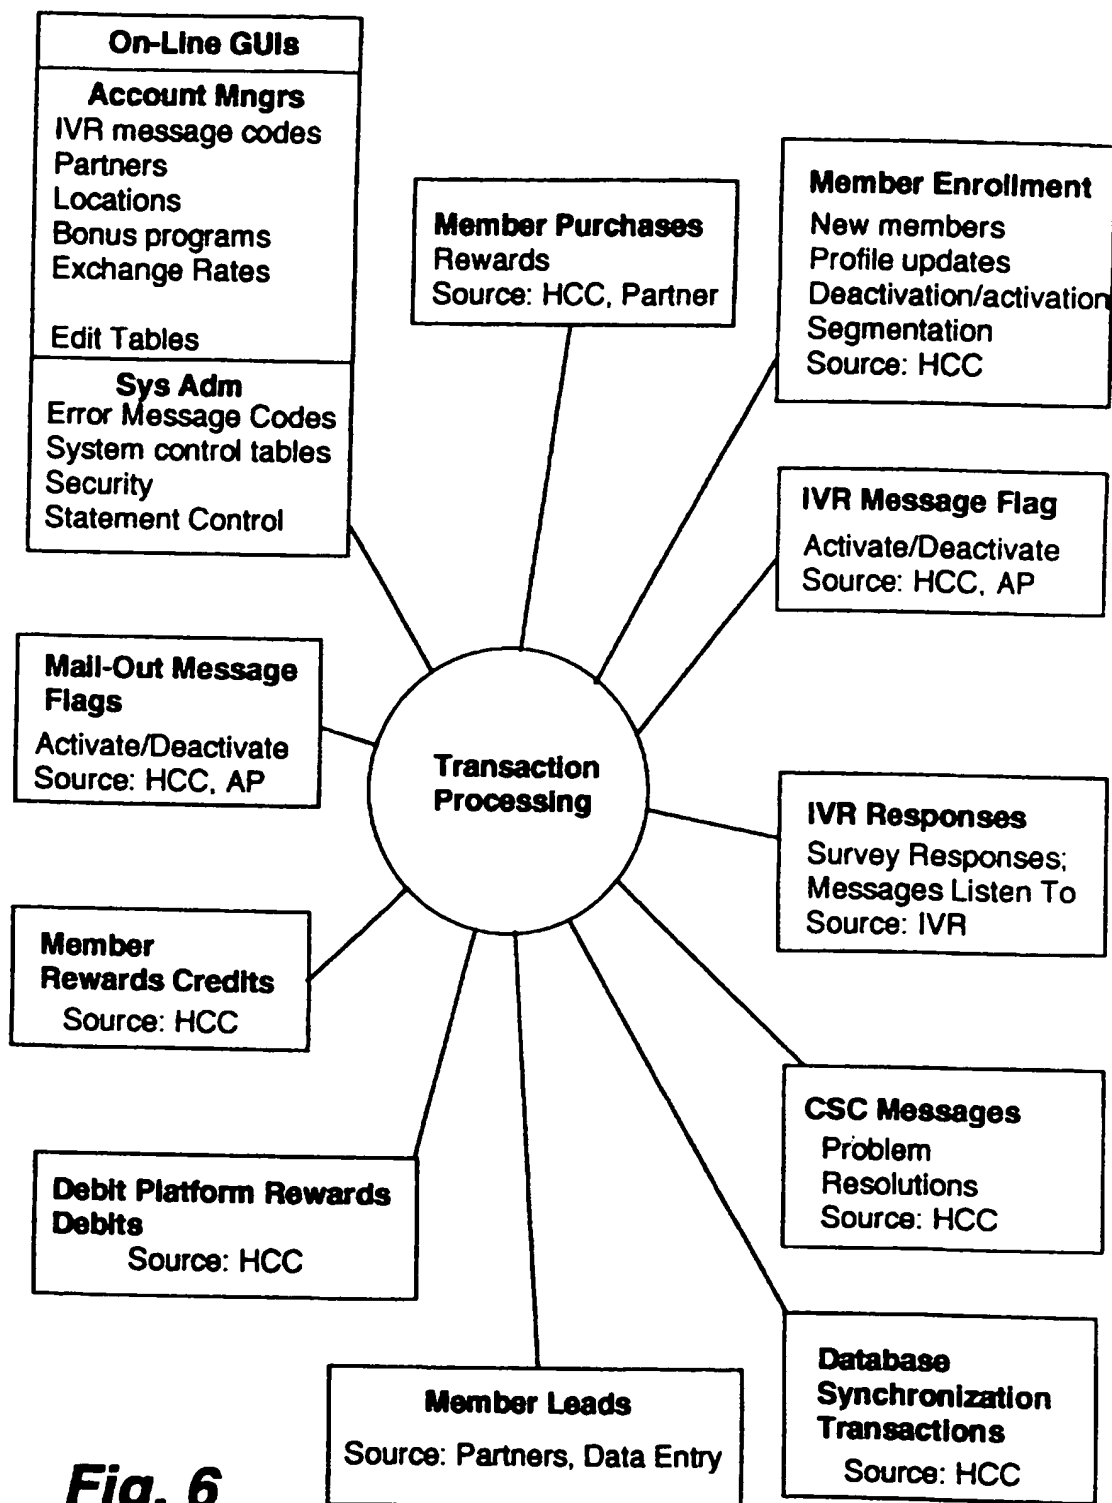 On-Line GUIs
Account Mngrs
IVR message codes
Partners
Locations
Bonus programs
Exchange Rates
Edit Tables
Sys Adm
Error Message Codes
System control tables
Security
Statement Control
Member Purchases
Rewards
Source: HCC, Partner
Member Enrollment
New members
Profile updates
Deactivation/activation
Segmentation
Source: HCC
IVR Message Flag
Activate/Deactivate
Source: HCC, AP
Mail-Out Message
Flags
Activate/Deactivate
Source: HCC, AP
Transaction
Processing
IVR Responses
Survey Responses;
Messages Listen To
Source: IVR
Member
Rewards Credits
Source: HCC
CSC Messages
Problem
Resolutions
Source: HCC
Debit Platform Rewards
Debits
Source: HCC
Member Leads
Source: Partners, Data Entry
Database
Synchronization
Transactions
Source: HCC
Fig. 6